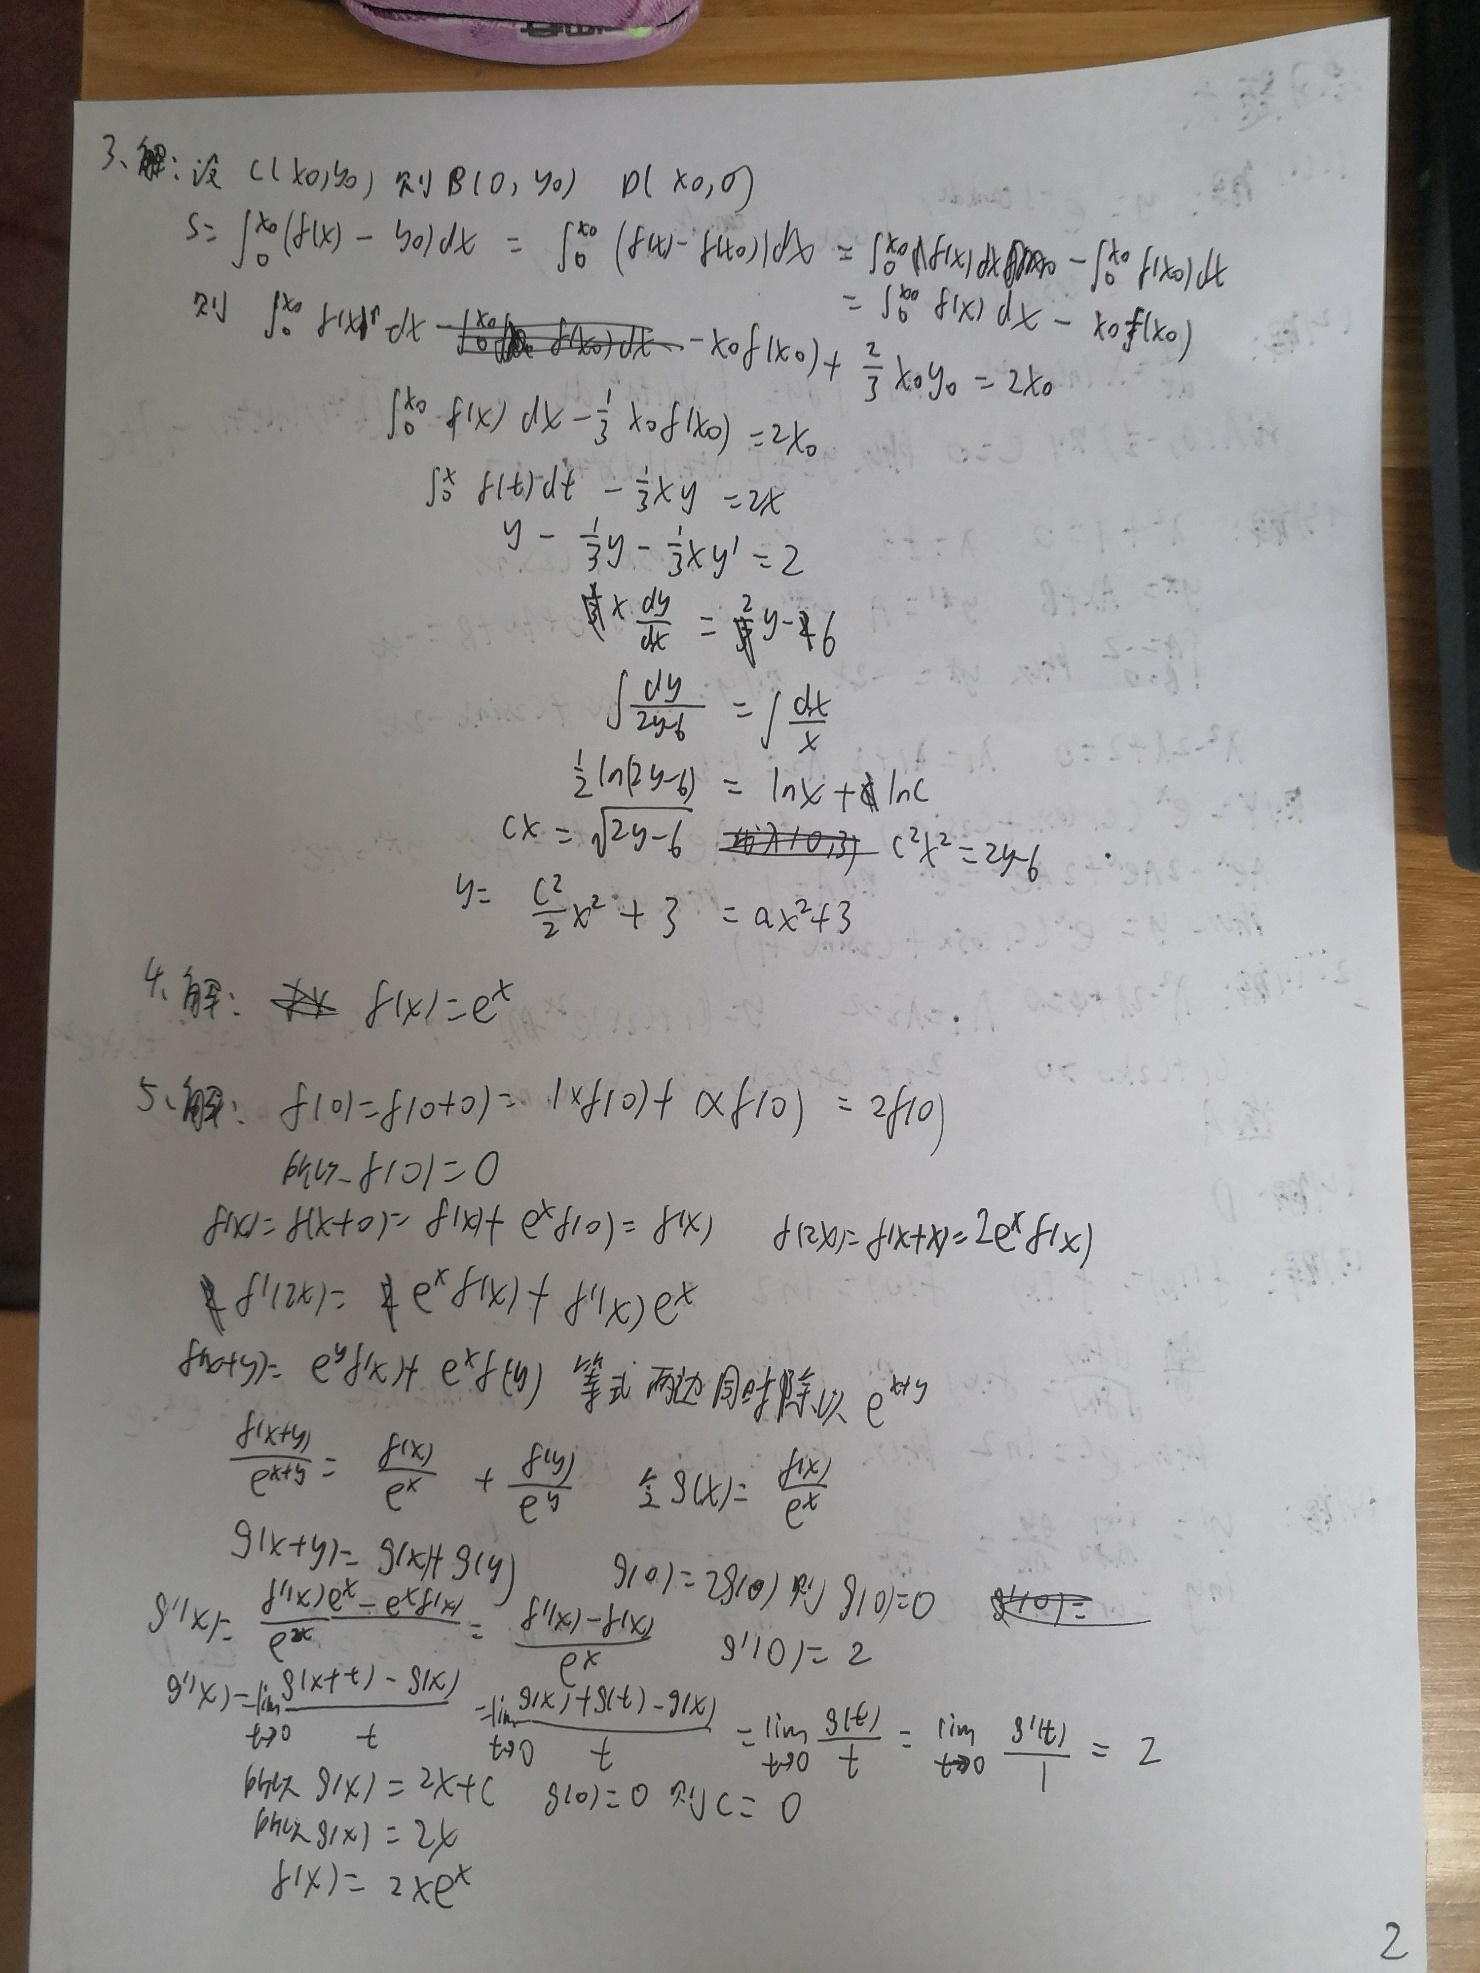 3、解：设 C(x₀,y₀) 则 B(0, y₀) D(x₀,0)
S= ∫₀^x₀ (f(x) - y₀)dx = ∫₀^x₀ (f(x)-f(x₀))dx = ∫₀^x₀ f(x)dx - ∫₀^x₀ f(x₀)dx
= ∫₀^x₀ f(x)dx - x₀f(x₀)
则 ∫₀^x₀ f(x)dx - x₀f(x₀) + 2/3 x₀y₀ = 2x₀
∫₀^x₀ f(x)dx - 1/3 x₀f(x₀) = 2x₀
∫₀^x f(t)dt - 1/3 xy = 2x
y - 1/3 y - 1/3 xy' = 2
x dy/dx = 2y-6
∫ dy/(2y-6) = ∫ dx/x
1/2 ln(2y-6) = lnx + lnC
Cx = √(2y-6) C²x² = 2y-6
y = C²/2 x² + 3 = ax²+3
4、解： f(x)=eˣ
5、解： f(0)=f(0+0)= 1×f(0)+1×f(0) = 2f(0)
所以 f(0)=0
f(x)=f(x+0)= f(x)+eˣf(0)= f(x) f(2x)=f(x+x)=2eˣf(x)
f'(2x)= eˣf(x)+f'(x)eˣ
f(x+y)= e^y f(x)+ eˣf(y) 等式两边同时除以 e^(x+y)
f(x+y)/e^(x+y) = f(x)/eˣ + f(y)/e^y 令 g(x)= f(x)/eˣ
g(x+y)= g(x)+g(y) g(0)=2g(0) 则 g(0)=0
g'(x)= (f'(x)eˣ-eˣf(x))/e^(2x) = (f'(x)-f(x))/eˣ g'(0)=2
g'(x)= lim t→0 (g(x+t)-g(x))/t = lim t→0 (g(x)+g(t)-g(x))/t = lim t→0 g(t)/t = lim t→0 g'(t)/1 = 2
所以 g(x)=2x+C g(0)=0 则 C=0
所以 g(x)=2x
f(x)= 2xeˣ
2